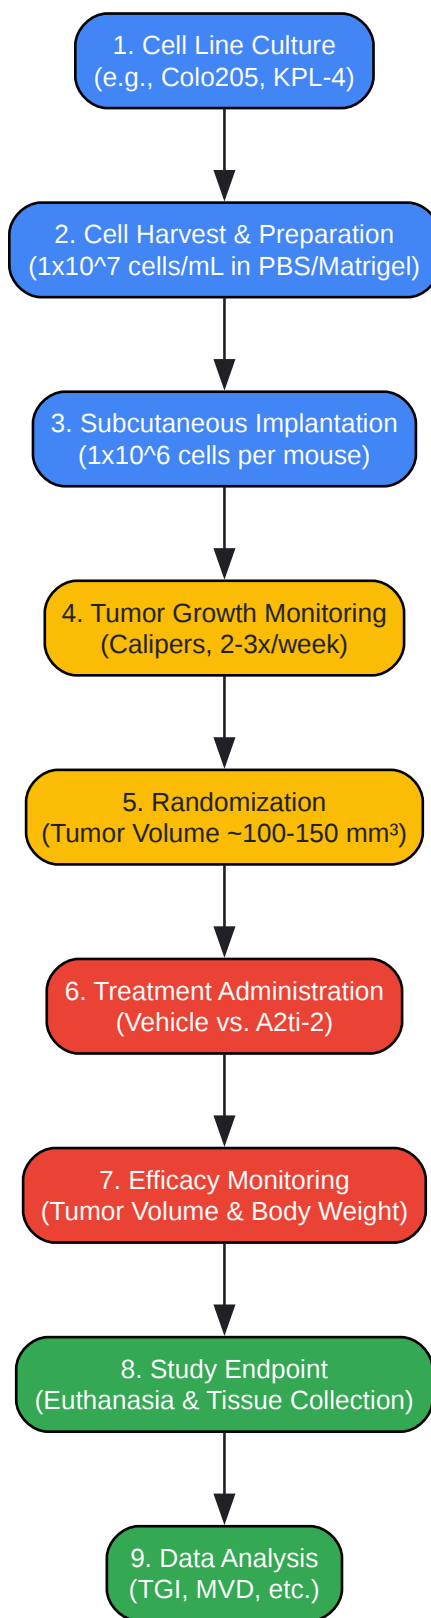 1. Cell Line Culture
(e.g., Colo205, KPL-4)
2. Cell Harvest & Preparation
(1x10^7 cells/mL in PBS/Matrigel)
3. Subcutaneous Implantation
(1x10^6 cells per mouse)
4. Tumor Growth Monitoring
(Calipers, 2-3x/week)
5. Randomization
(Tumor Volume ~100-150 mm³)
6. Treatment Administration
(Vehicle vs. A2ti-2)
7. Efficacy Monitoring
(Tumor Volume & Body Weight)
8. Study Endpoint
(Euthanasia & Tissue Collection)
9. Data Analysis
(TGI, MVD, etc.)